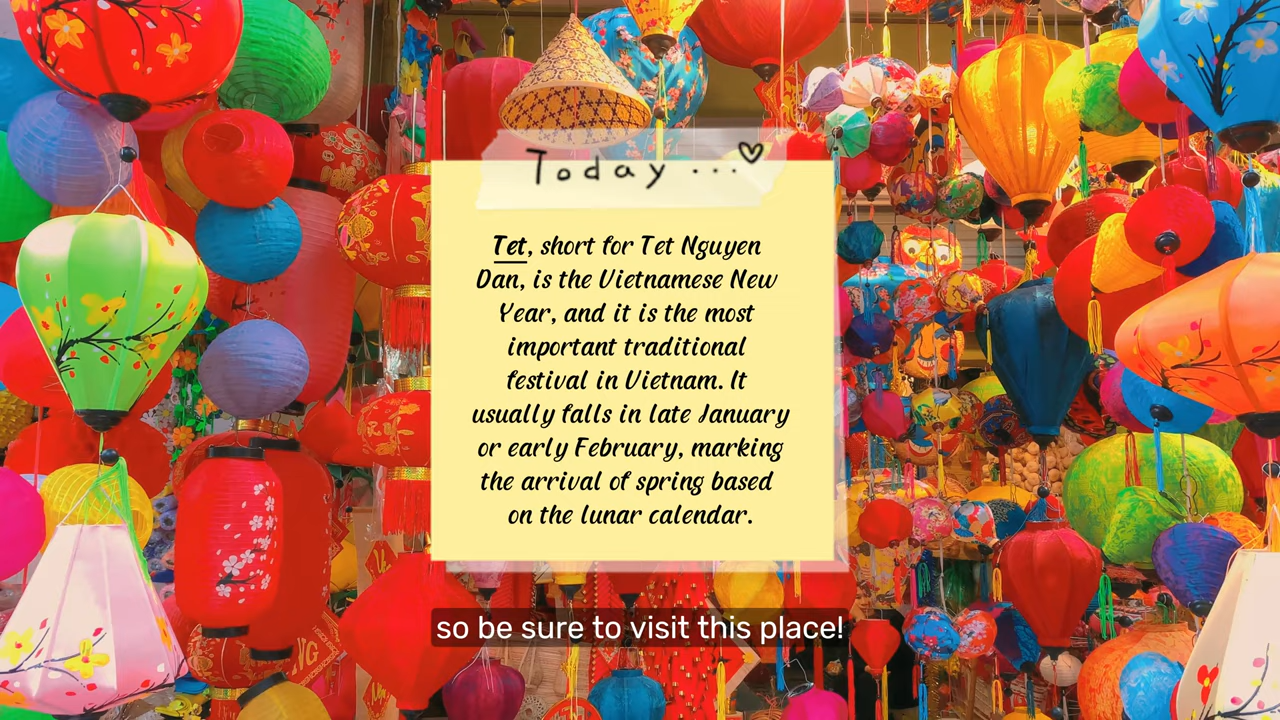 Today ...
Tet, short for Tet Nguyen
Dan, is the Vietnamese New
Year, and it is the most
important traditional
festival in Vietnam. It
usually falls in late January
or early February, marking
the arrival of spring based
on the lunar calendar.
so be sure to visit this place!